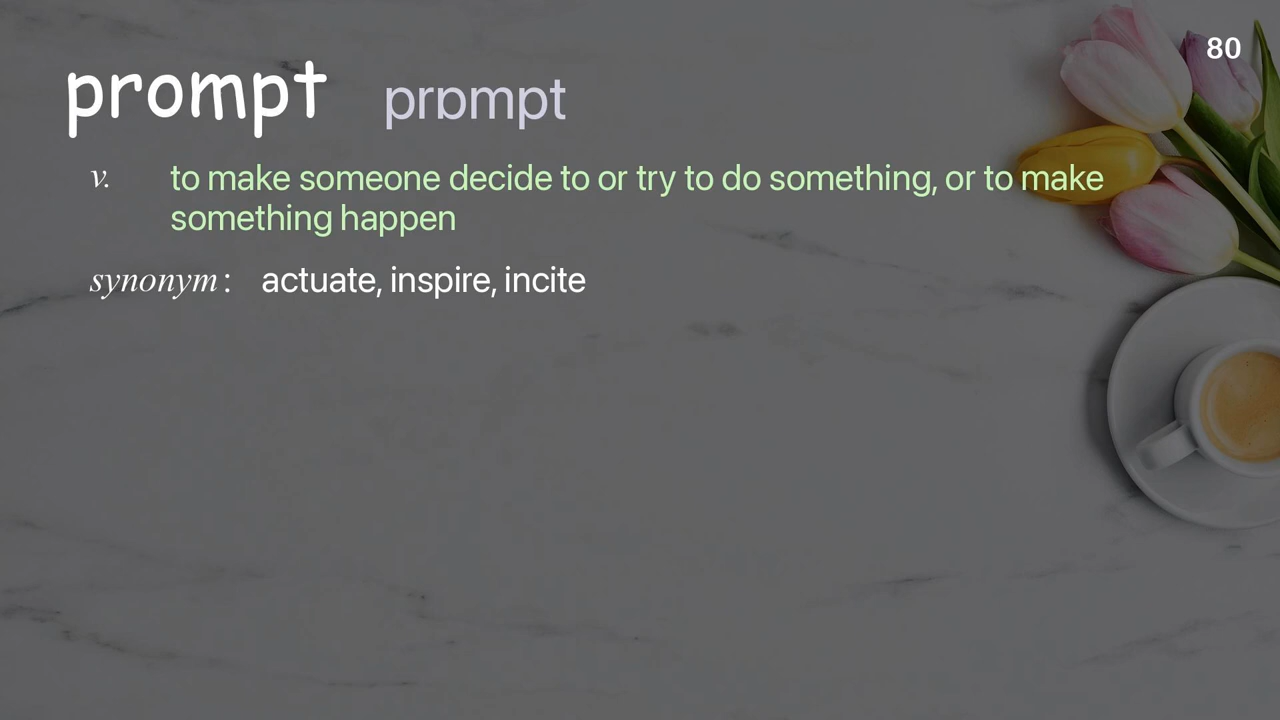 80
prompt prɒmpt
v. to make someone decide to or try to do something, or to make
something happen
synonym: actuate, inspire, incite